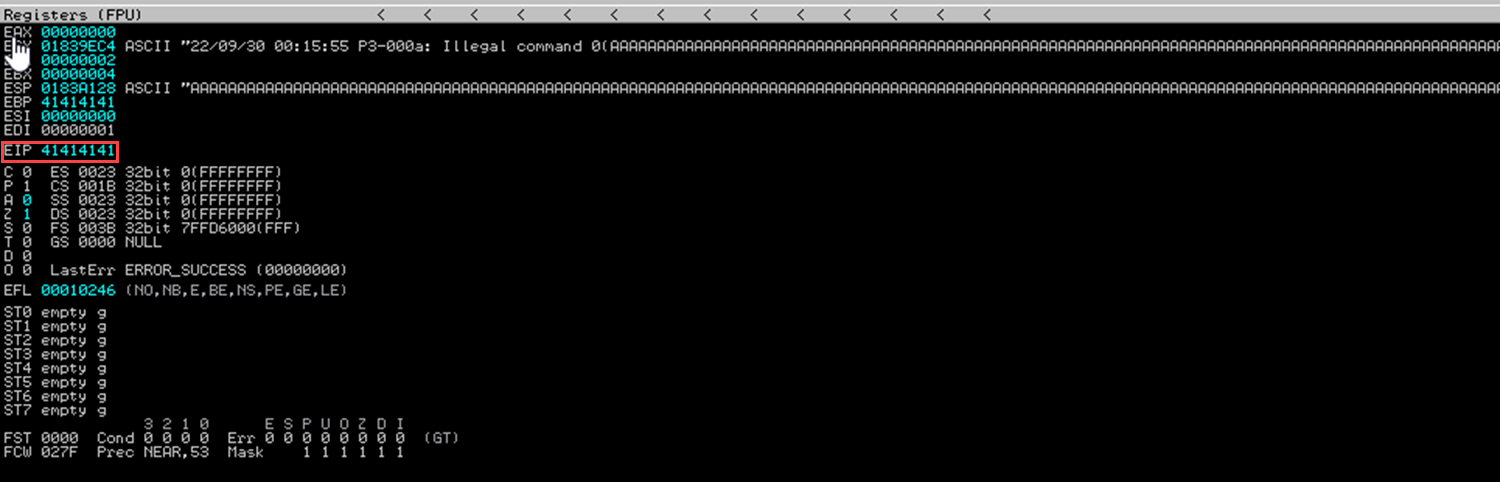 Registers (FPU) < < < < < < < < < < < < < <
EAX 00000000
01839EC4 ASCII "22/09/30 00:15:55 P3-000a: Illegal command 0(AAAAAAAAAAAAAAAAAAAAAAAAAAAAAAAAAAAAAAAAAAAAAAAAAAAAAAAAAAAAAAAAAAAAAAAAAAAAAAAAAAAAAAAAAAAAAAA
00000002
EBX 00000004
ESP 0183A128 ASCII "AAAAAAAAAAAAAAAAAAAAAAAAAAAAAAAAAAAAAAAAAAAAAAAAAAAAAAAAAAAAAAAAAAAAAAAAAAAAAAAAAAAAAAAAAAAAAAAAAAAAAAAAAAAAAAAAAAAAAAAAAAAAAAAAAAAAAAAAAAAA
EBP 41414141
ESI 00000000
EDI 00000001
EIP 41414141
C 0 ES 0023 32bit 0(FFFFFFFF)
P 1 CS 001B 32bit 0(FFFFFFFF)
A 0 SS 0023 32bit 0(FFFFFFFF)
Z 1 DS 0023 32bit 0(FFFFFFFF)
S 0 FS 003B 32bit 7FFD6000(FFF)
T 0 GS 0000 NULL
D 0
O 0 LastErr ERROR_SUCCESS (00000000)
EFL 00010246 (NO,NB,E,BE,NS,PE,GE,LE)
ST0 empty g
ST1 empty g
ST2 empty g
ST3 empty g
ST4 empty g
ST5 empty g
ST6 empty g
ST7 empty g
3 2 1 0 E S P U O Z D I
FST 0000 Cond 0 0 0 0 Err 0 0 0 0 0 0 0 0 (GT)
FCW 027F Prec NEAR,53 Mask 1 1 1 1 1 1